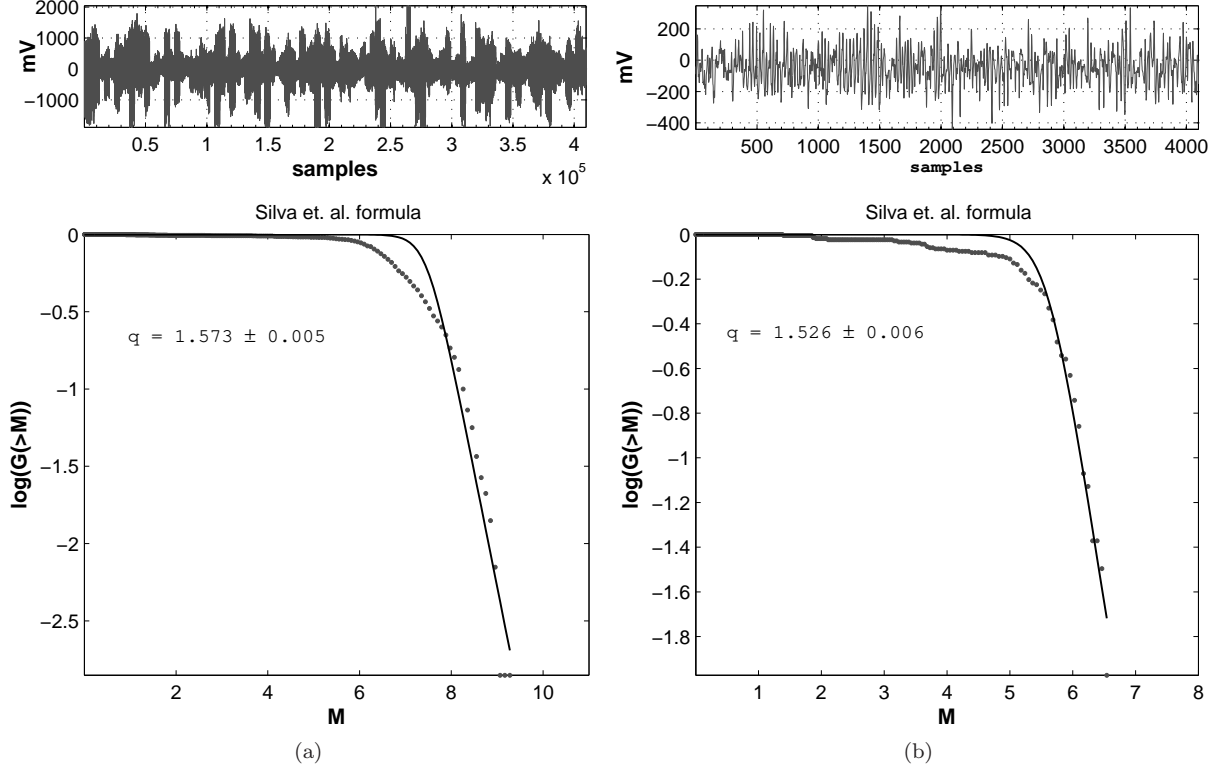 2000
1000
0
−1000
mV
0.5 1 1.5 2 2.5 3 3.5 4
samples
x 10^5
200
0
−200
−400
mV
500 1000 1500 2000 2500 3000 3500 4000
samples
Silva et. al. formula
0
−0.5
−1
−1.5
−2
−2.5
log(G(>M))
q = 1.573 ± 0.005
2 4 6 8 10
M
(a)
Silva et. al. formula
0
−0.2
−0.4
−0.6
−0.8
−1
−1.2
−1.4
−1.6
−1.8
log(G(>M))
q = 1.526 ± 0.006
1 2 3 4 5 6 7 8
M
(b)